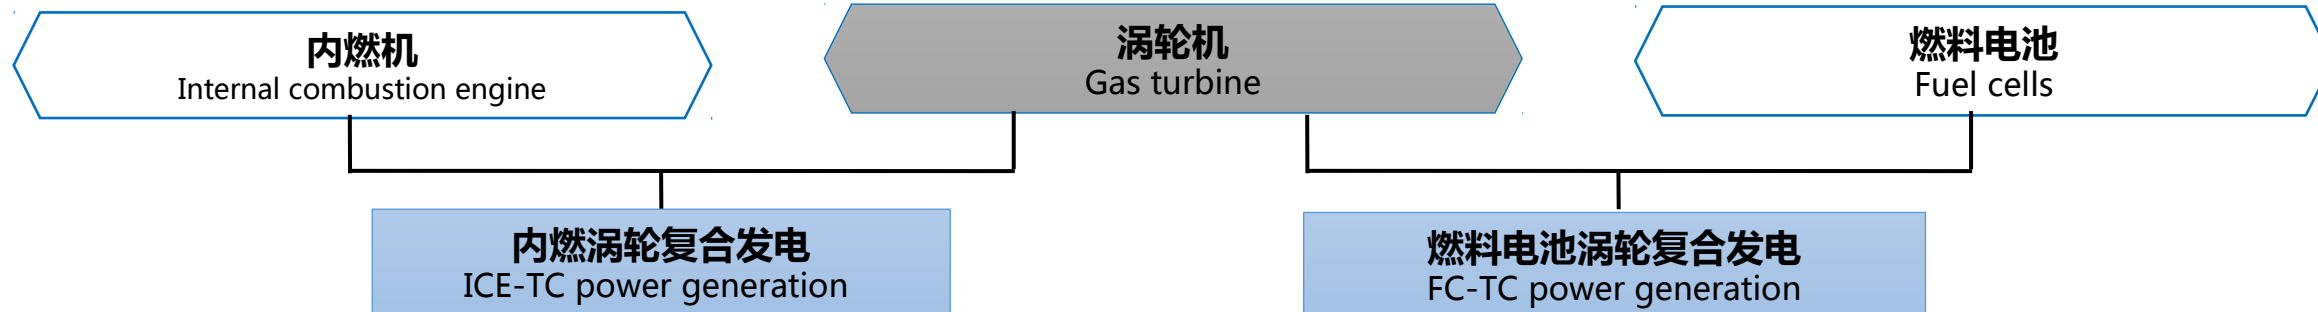 内燃机
Internal combustion engine
涡轮机
Gas turbine
燃料电池
Fuel cells
内燃涡轮复合发电
ICE-TC power generation
燃料电池涡轮复合发电
FC-TC power generation